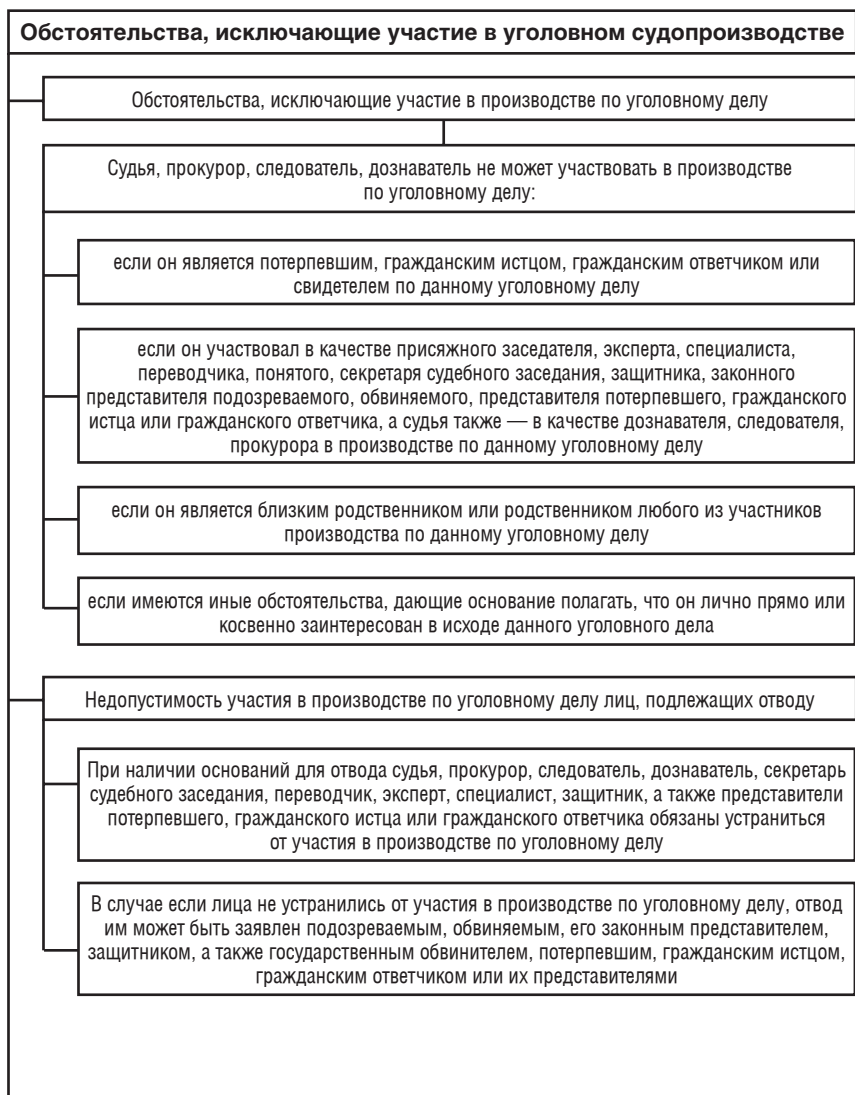 Обстоятельства, исключающие участие в уголовном судопроизводстве
Обстоятельства, исключающие участие в производстве по уголовному делу
Судья, прокурор, следователь, дознаватель не может участвовать в производстве
по уголовному делу:
если он является потерпевшим, гражданским истцом, гражданским ответчиком или
свидетелем по данному уголовному делу
если он участвовал в качестве присяжного заседателя, эксперта, специалиста,
переводчика, понятого, секретаря судебного заседания, защитника, законного
представителя подозреваемого, обвиняемого, представителя потерпевшего, гражданского
истца или гражданского ответчика, а судья также — в качестве дознавателя, следователя,
прокурора в производстве по данному уголовному делу
если он является близким родственником или родственником любого из участников
производства по данному уголовному делу
если имеются иные обстоятельства, дающие основание полагать, что он лично прямо или
косвенно заинтересован в исходе данного уголовного дела
Недопустимость участия в производстве по уголовному делу лиц, подлежащих отводу
При наличии оснований для отвода судья, прокурор, следователь, дознаватель, секретарь
судебного заседания, переводчик, эксперт, специалист, защитник, а также представители
потерпевшего, гражданского истца или гражданского ответчика обязаны устраниться
от участия в производстве по уголовному делу
В случае если лица не устранились от участия в производстве по уголовному делу, отвод
им может быть заявлен подозреваемым, обвиняемым, его законным представителем,
защитником, а также государственным обвинителем, потерпевшим, гражданским истцом,
гражданским ответчиком или их представителями